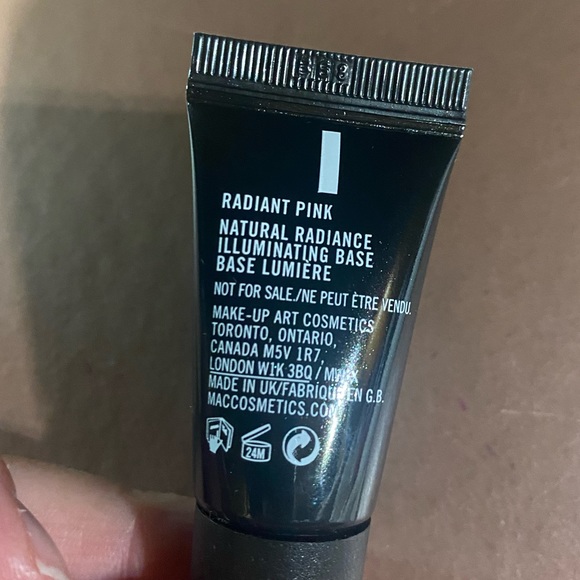 RADIANT PINK
NATURAL RADIANCE
ILLUMINATING BASE
BASE LUMIÈRE
NOT FOR SALE./NE PEUT ÊTRE VENDU.
MAKE-UP ART COSMETICS
TORONTO, ONTARIO,
CANADA M5V 1R7,
LONDON W1K 3BQ /
MADE IN UK/FABRIQUÉ EN G.B.
MACCOSMETICS.COM
24M